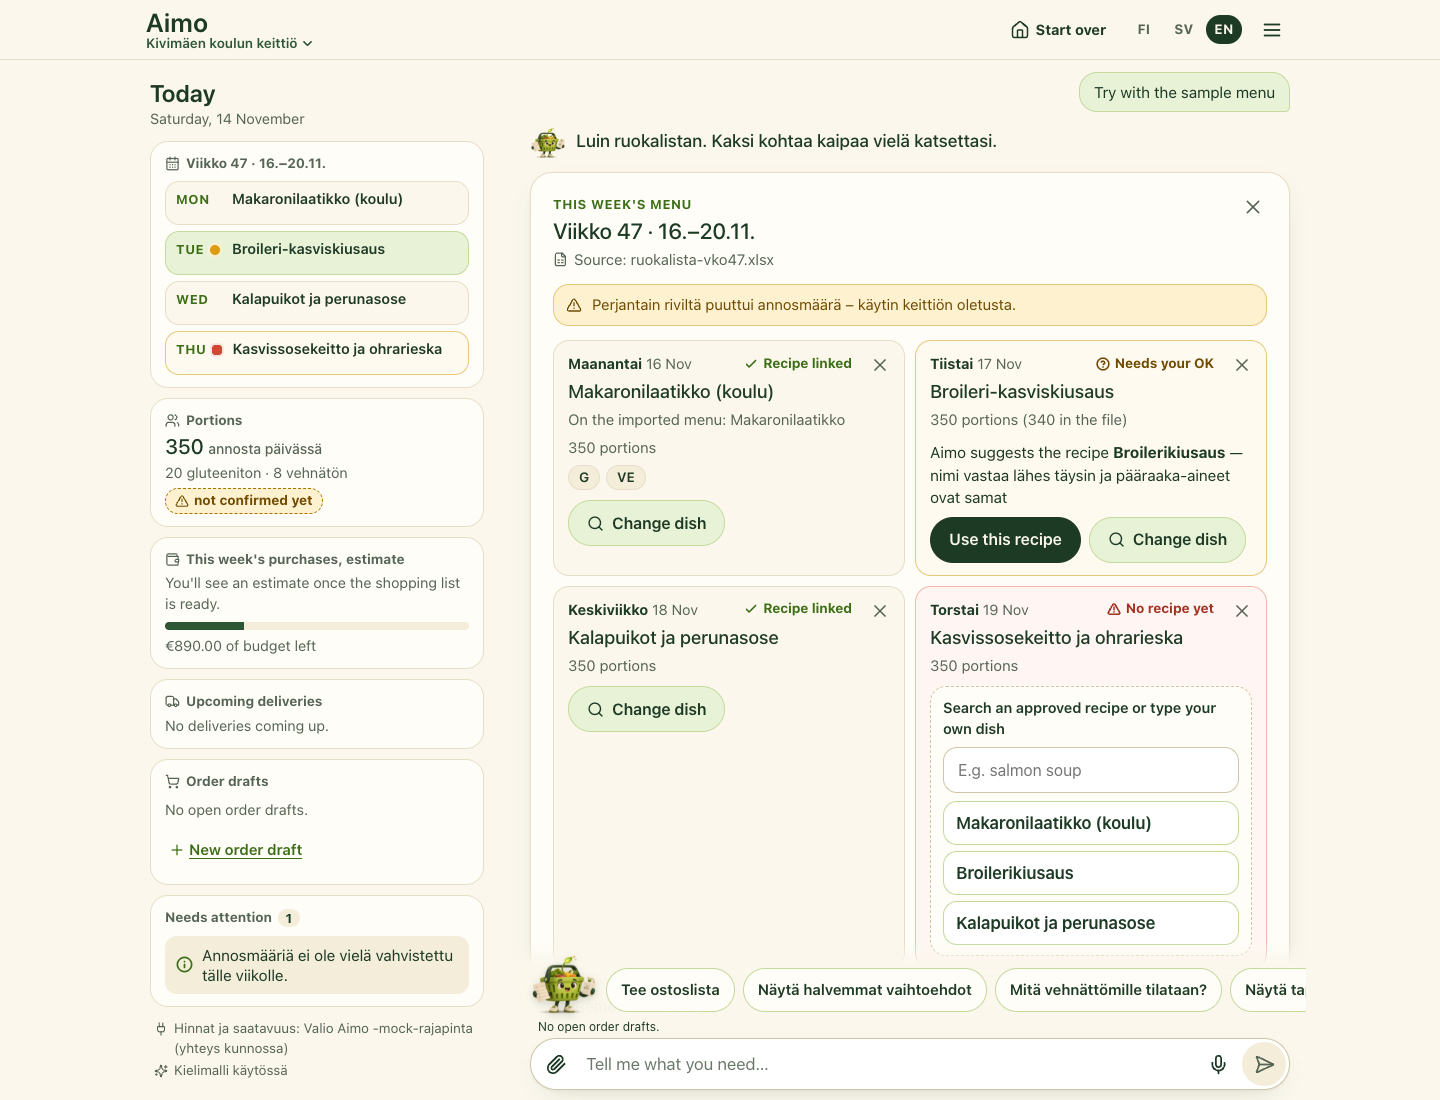 Aimo
Kivimäen koulun keittiö
Start over
FI
SV
EN
Today
Saturday, 14 November
Viikko 47 · 16.–20.11.
MON Makaronilaatikko (koulu)
TUE Broileri-kasviskiusaus
WED Kalapuikot ja perunasose
THU Kasvissosekeitto ja ohrarieska
Portions
350 annosta päivässä
20 gluteeniton · 8 vehnätön
not confirmed yet
This week's purchases, estimate
You'll see an estimate once the shopping list
is ready.
€890.00 of budget left
Upcoming deliveries
No deliveries coming up.
Order drafts
No open order drafts.
New order draft
Needs attention 1
Annosmääriä ei ole vielä vahvistettu
tälle viikolle.
Hinnat ja saatavuus: Valio Aimo -mock-rajapinta
(yhteys kunnossa)
Kielimalli käytössä
Try with the sample menu
Luin ruokalistan. Kaksi kohtaa kaipaa vielä katsettasi.
THIS WEEK'S MENU
Viikko 47 · 16.–20.11.
Source: ruokalista-vko47.xlsx
Perjantain riviltä puuttui annosmäärä – käytin keittiön oletusta.
Maanantai 16 Nov
Recipe linked
Makaronilaatikko (koulu)
On the imported menu: Makaronilaatikko
350 portions
G
VE
Change dish
Tiistai 17 Nov
Needs your OK
Broileri-kasviskiusaus
350 portions (340 in the file)
Aimo suggests the recipe Broilerikiusaus —
nimi vastaa lähes täysin ja pääraaka-aineet
ovat samat
Use this recipe
Change dish
Keskiviikko 18 Nov
Recipe linked
Kalapuikot ja perunasose
350 portions
Change dish
Torstai 19 Nov
No recipe yet
Kasvissosekeitto ja ohrarieska
350 portions
Search an approved recipe or type your
own dish
E.g. salmon soup
Makaronilaatikko (koulu)
Broilerikiusaus
Kalapuikot ja perunasose
Tee ostoslista
Näytä halvemmat vaihtoehdot
Mitä vehnättömille tilataan?
Näytä
No open order drafts.
Tell me what you need...